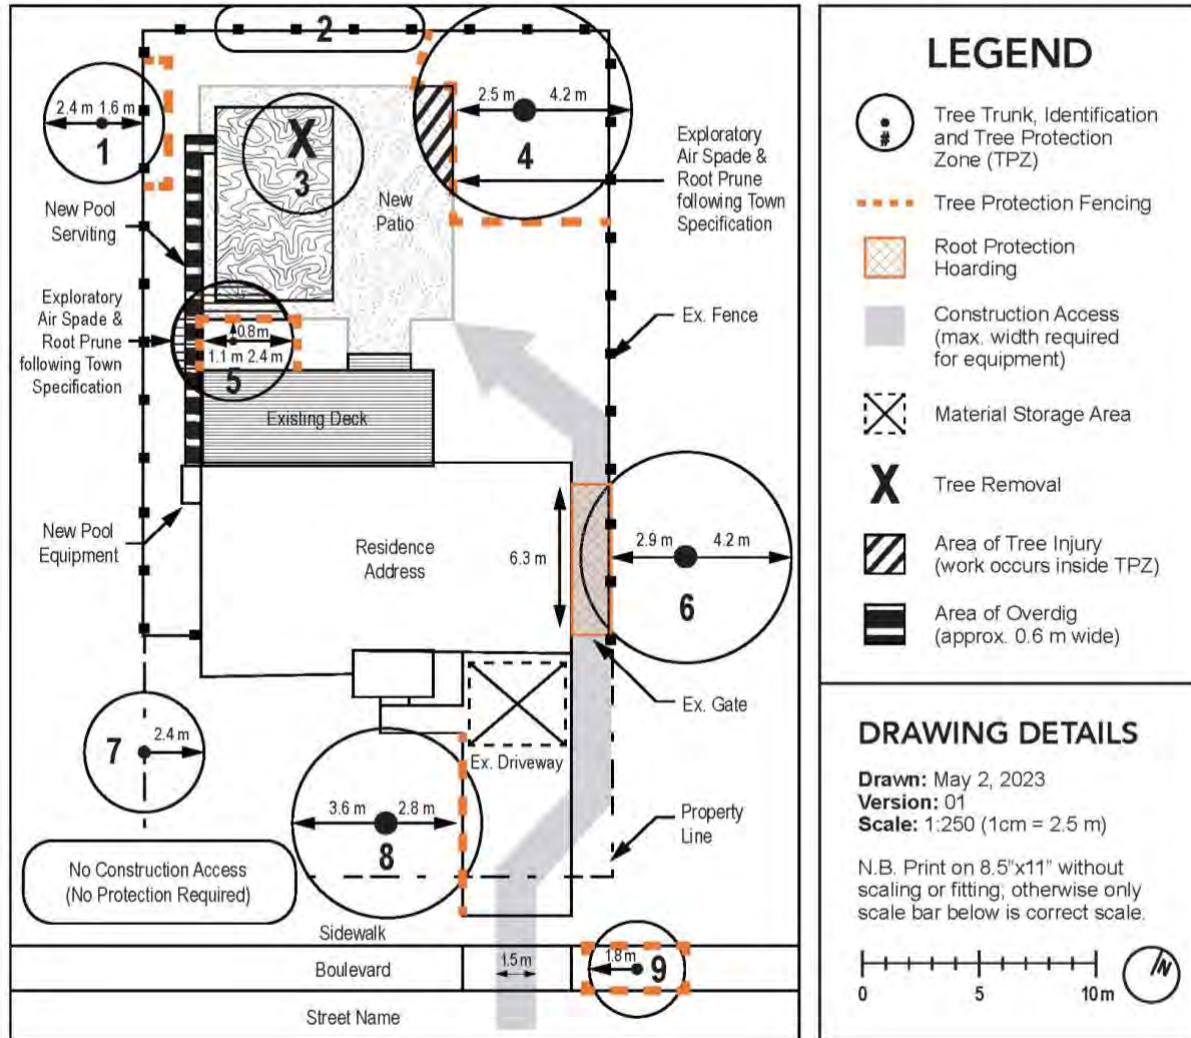 2
2.4 m 1.6 m
1
X
3
2.5 m 4.2 m
4
Exploratory
Air Spade &
Root Prune
following Town
Specification
New Pool
Serviting
New
Patio
Exploratory
Air Spade &
Root Prune
following Town
Specification
0.8m
1.1 m 2.4 m
5
Ex. Fence
Existing Deck
New Pool
Equipment
Residence
Address
6.3 m
2.9 m 4.2 m
6
Ex. Gate
7
2.4 m
Ex. Driveway
3.6 m 2.8 m
8
Property
Line
No Construction Access
(No Protection Required)
Sidewalk
Boulevard
1.5 m
1.8 m
9
Street Name
LEGEND
#
Tree Trunk, Identification
and Tree Protection
Zone (TPZ)
Tree Protection Fencing
Root Protection
Hoarding
Construction Access
(max. width required
for equipment)
Material Storage Area
X
Tree Removal
Area of Tree Injury
(work occurs inside TPZ)
Area of Overdig
(approx. 0.6 m wide)
DRAWING DETAILS
Drawn: May 2, 2023
Version: 01
Scale: 1:250 (1cm = 2.5 m)
N.B. Print on 8.5"x11" without
scaling or fitting; otherwise only
scale bar below is correct scale.
0 5 10m
N